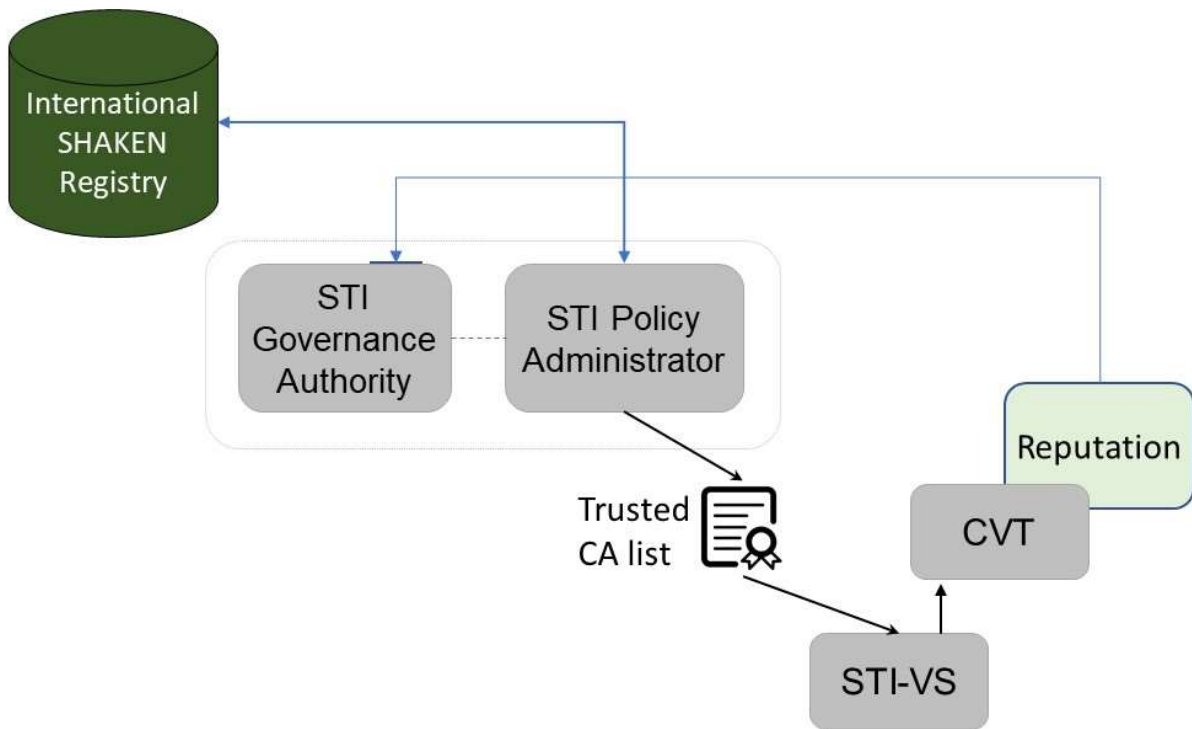 International
SHAKEN
Registry
STI
Governance
Authority
STI Policy
Administrator
Reputation
Trusted
CA list
CVT
STI-VS